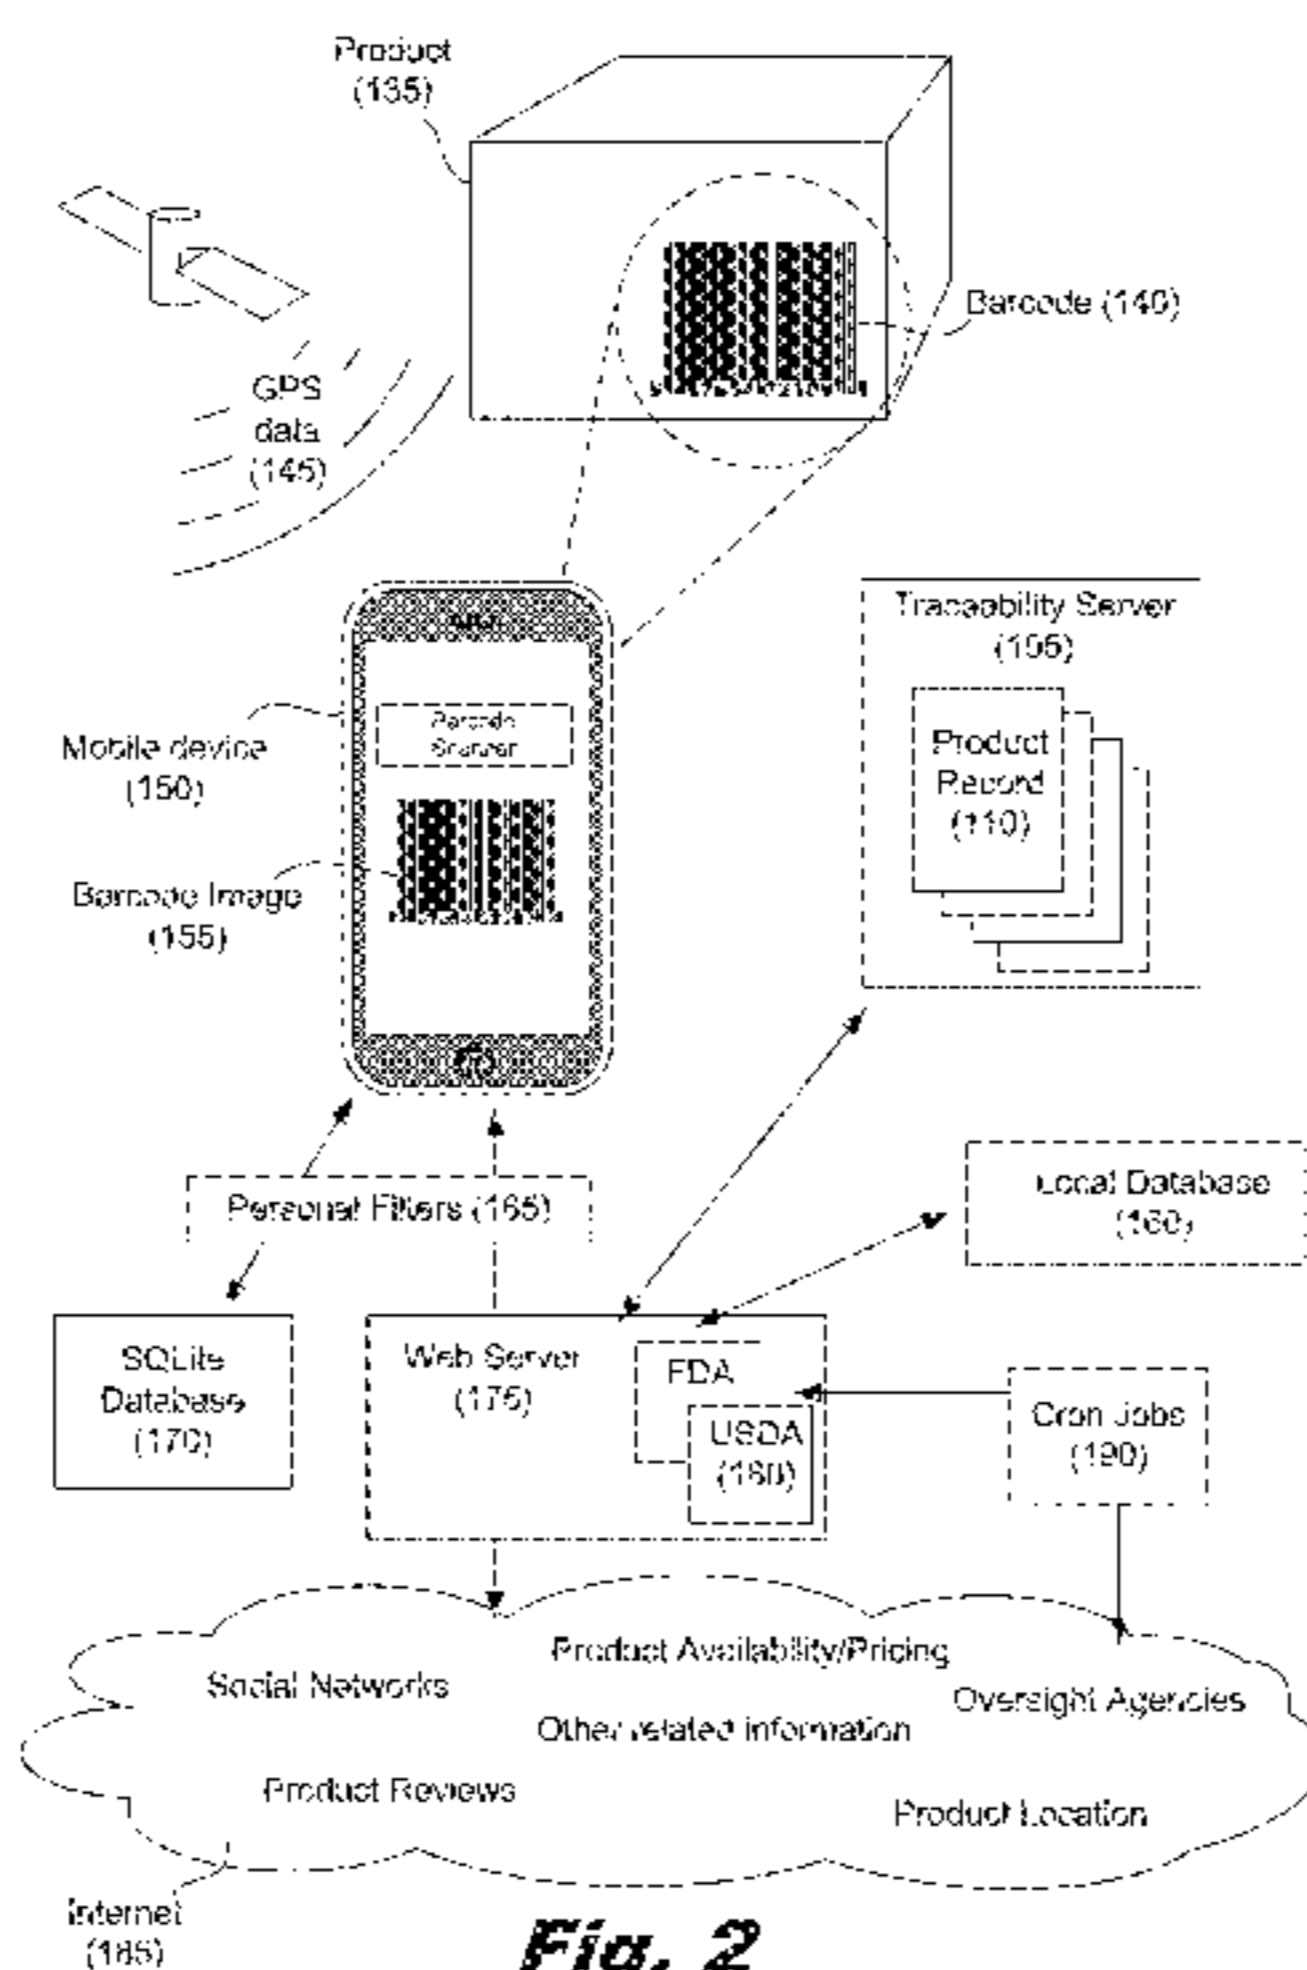 Product
(135)
Barcode (140)
GPS
data
(145)
Traceability Server
(105)
Product
Record
(110)
Barcode
Scanner
Mobile device
(150)
Barcode Image
(155)
Personal Filters (165)
Local Database
(160)
SQLite
Database
(170)
Web Server
(175)
FDA
USDA
(180)
Cron Jobs
(190)
Product Availability/Pricing
Social Networks
Oversight Agencies
Other related information
Product Reviews
Product Location
Internet
(185)
Fig. 2